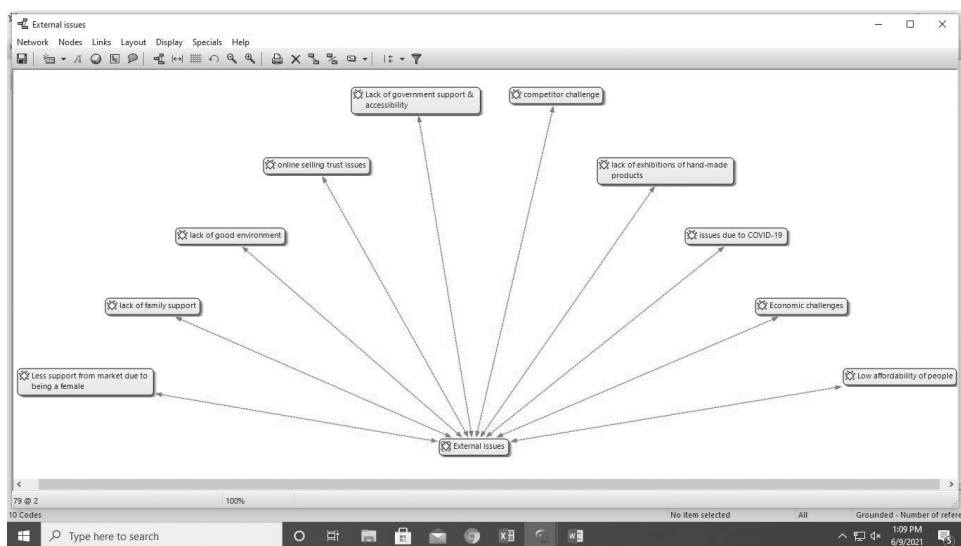 External issues
Network Nodes Links Layout Display Specials Help
Lack of government support &
accessibility
competitor challenge
online selling trust issues
lack of exhibitions of hand-made
products
lack of good environment
issues due to COVID-19
lack of family support
Economic challenges
Less support from market due to
being a female
Low affordability of people
External issues
79 @ 2 100%
10 Codes No item selected All Grounded - Number of refere
Type here to search
1:09 PM
6/9/2021
5